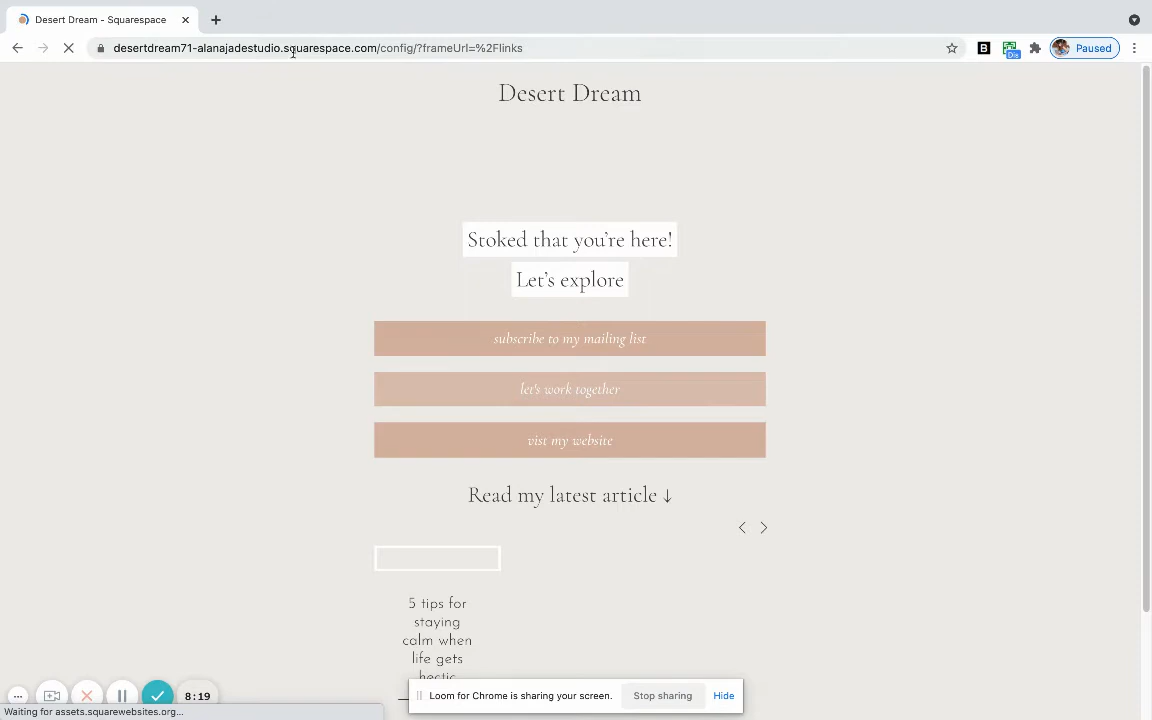 Desert Dream - Squarespace
desertdream71-alanajadestudio.squarespace.com/config/?frameUrl=%2Flinks
B
Dis
Paused
Desert Dream
Stoked that you're here!
Let's explore
subscribe to my mailing list
let's work together
vist my website
Read my latest article ↓
5 tips for
staying
calm when
life gets
hectic
8:19
Loom for Chrome is sharing your screen.
Stop sharing
Hide
Waiting for assets.squarewebsites.org...